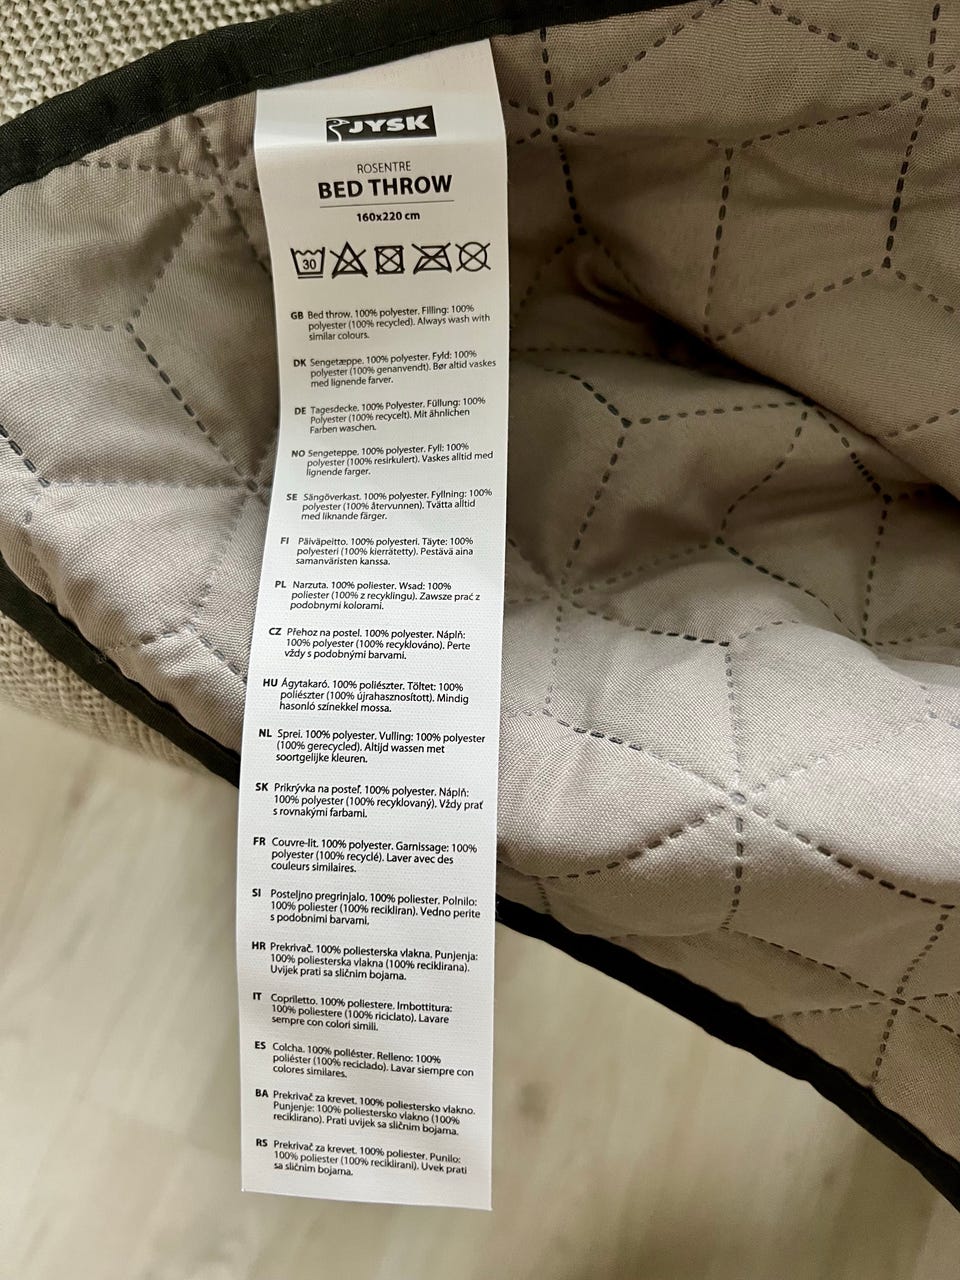 JYSK
ROSENTRE
BED THROW
160x220 cm
30
GB Bed throw. 100% polyester. Filling: 100%
polyester (100% recycled). Always wash with
similar colours.
DK Sengetæppe. 100% polyester. Fyld: 100%
polyester (100% genanvendt). Bør altid vaskes
med lignende farver.
DE Tagesdecke. 100% Polyester. Füllung: 100%
Polyester (100% recycelt). Mit ähnlichen
Farben waschen.
NO Sengeteppe. 100% polyester. Fyll: 100%
polyester (100% resirkulert). Vaskes alltid med
lignende farger.
SE Sängöverkast. 100% polyester. Fyllning: 100%
polyester (100% återvunnen). Tvätta alltid
med liknande färger.
FI Päiväpeitto. 100% polyesteri. Täyte: 100%
polyesteri (100% kierrätetty). Pestävä aina
samanväristen kanssa.
PL Narzuta. 100% poliester. Wsad: 100%
poliester (100% z recyklingu). Zawsze prać z
podobnymi kolorami.
CZ Přehoz na postel. 100% polyester. Náplň:
100% polyester (100% recyklováno). Perte
vždy s podobnými barvami.
HU Ágytakaró. 100% poliészter. Töltet: 100%
poliészter (100% újrahasznosított). Mindig
hasonló színekkel mossa.
NL Sprei. 100% polyester. Vulling: 100% polyester
(100% gerecycled). Altijd wassen met
soortgelijke kleuren.
SK Prikrývka na posteľ. 100% polyester. Náplň:
100% polyester (100% recyklovaný). Vždy prať
s rovnakými farbami.
FR Couvre-lit. 100% polyester. Garnissage: 100%
polyester (100% recyclé). Laver avec des
couleurs similaires.
SI Posteljno pregrinjalo. 100% poliester. Polnilo:
100% poliester (100% recikliran). Vedno perite
s podobnimi barvami.
HR Prekrivač. 100% poliesterska vlakna. Punjenja:
100% poliesterska vlakna (100% reciklirana).
Uvijek prati sa sličnim bojama.
IT Copriletto. 100% poliestere. Imbottitura:
100% poliestere (100% riciclato). Lavare
sempre con colori simili.
ES Colcha. 100% poliéster. Relleno: 100%
poliéster (100% reciclado). Lavar siempre con
colores similares.
BA Prekrivač za krevet. 100% poliestersko vlakno.
Punjenje: 100% poliestersko vlakno (100%
reciklirano). Prati uvijek sa sličnim bojama.
RS Prekrivač za krevet. 100% poliester. Punilo:
100% poliester (100% reciklirani). Uvek prati
sa sličnim bojama.